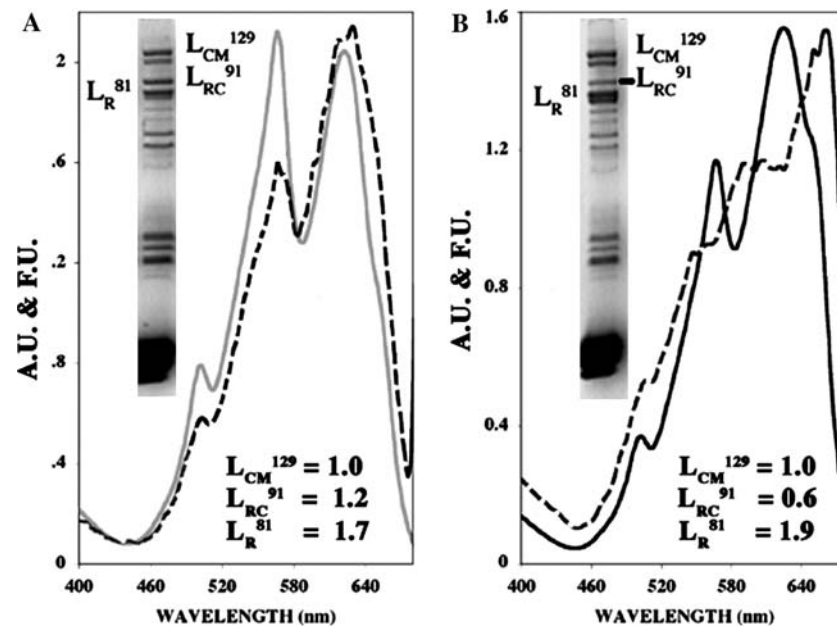 A
L_CM^129
L_RC^91
L_R^81
2
.6
.2
.8
.4
0
A.U. & F.U.
L_CM^129 = 1.0
L_RC^91 = 1.2
L_R^81 = 1.7
400 460 520 580 640
WAVELENGTH (nm)
B
L_CM^129
L_RC^91
L_R^81
1.6
1.2
0.8
0.4
0.0
A.U. & F.U.
L_CM^129 = 1.0
L_RC^91 = 0.6
L_R^81 = 1.9
400 460 520 580 640
WAVELENGTH (nm)